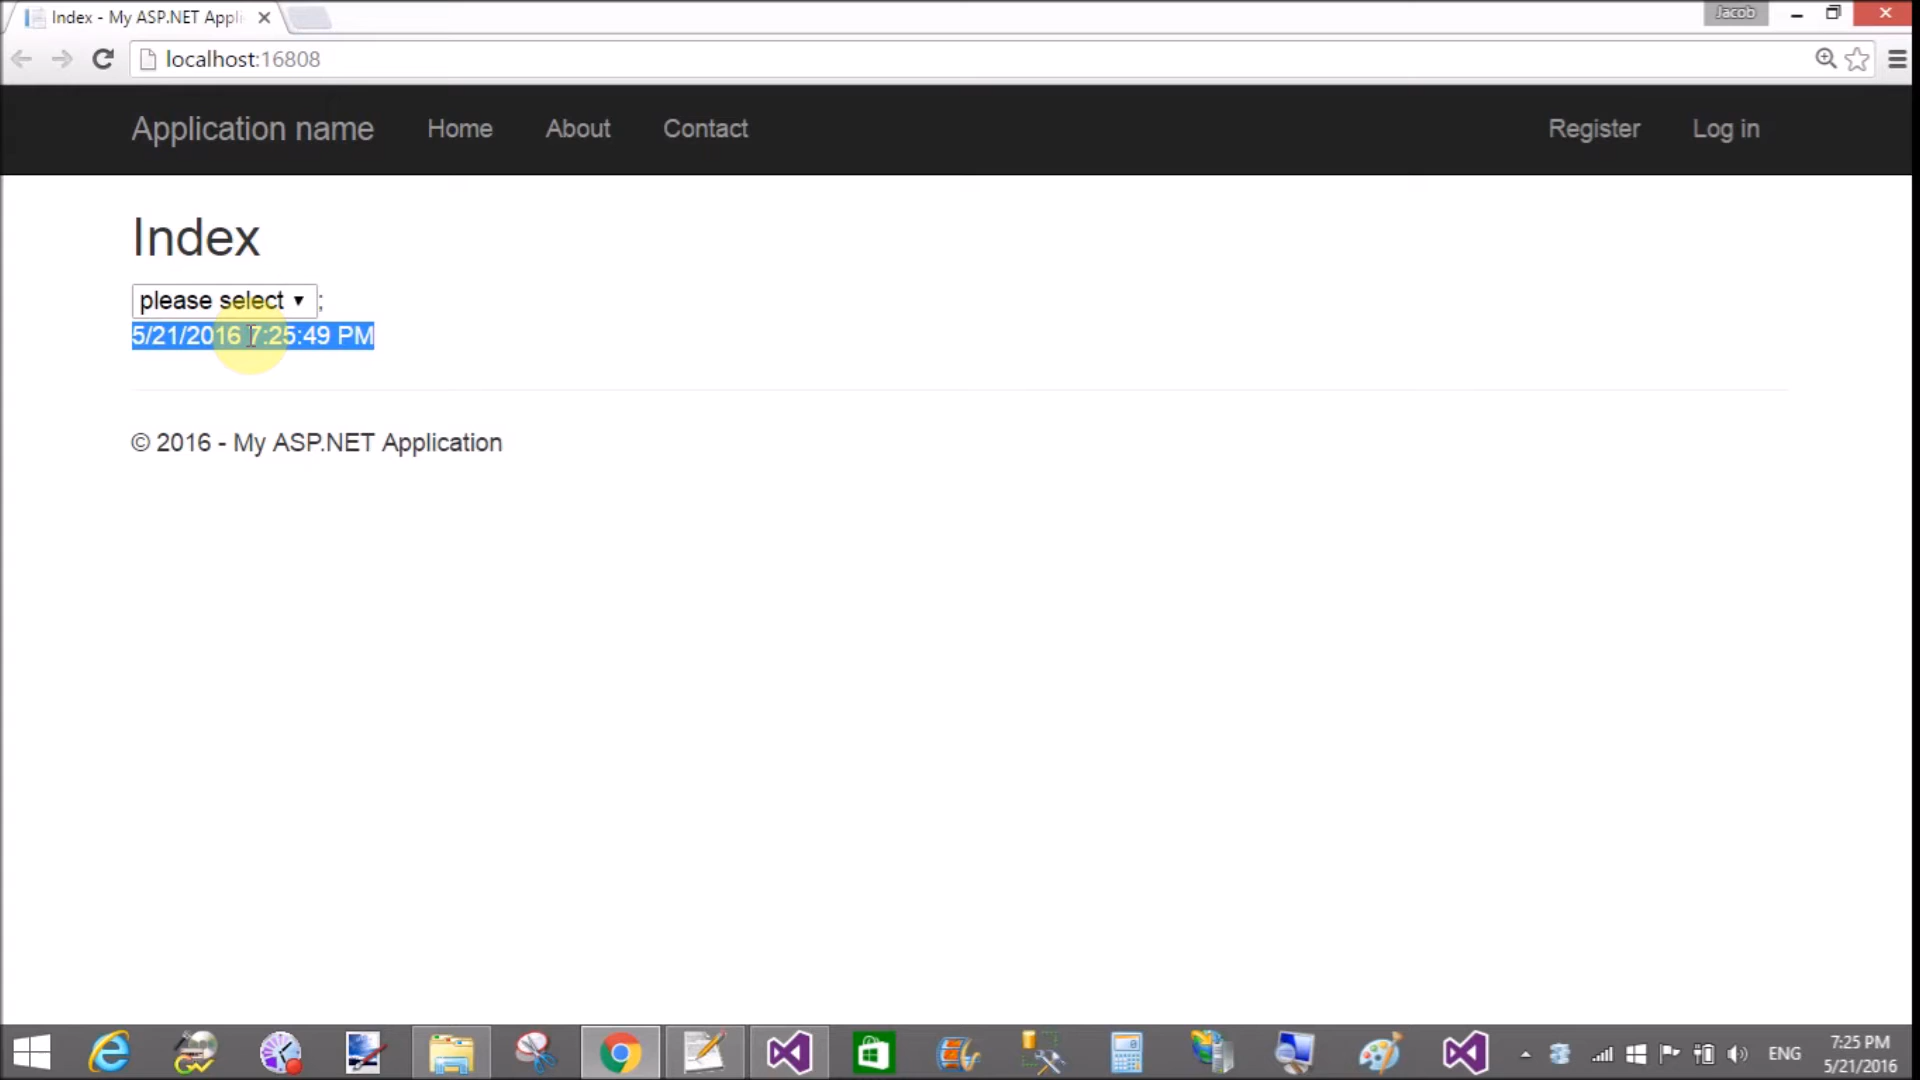 Index - My ASP.NET Appli
Jacob
localhost:16808
Application name Home About Contact Register Log in
Index
please select ;
5/21/2016 7:25:49 PM
© 2016 - My ASP.NET Application
ENG
7:25 PM
5/21/2016